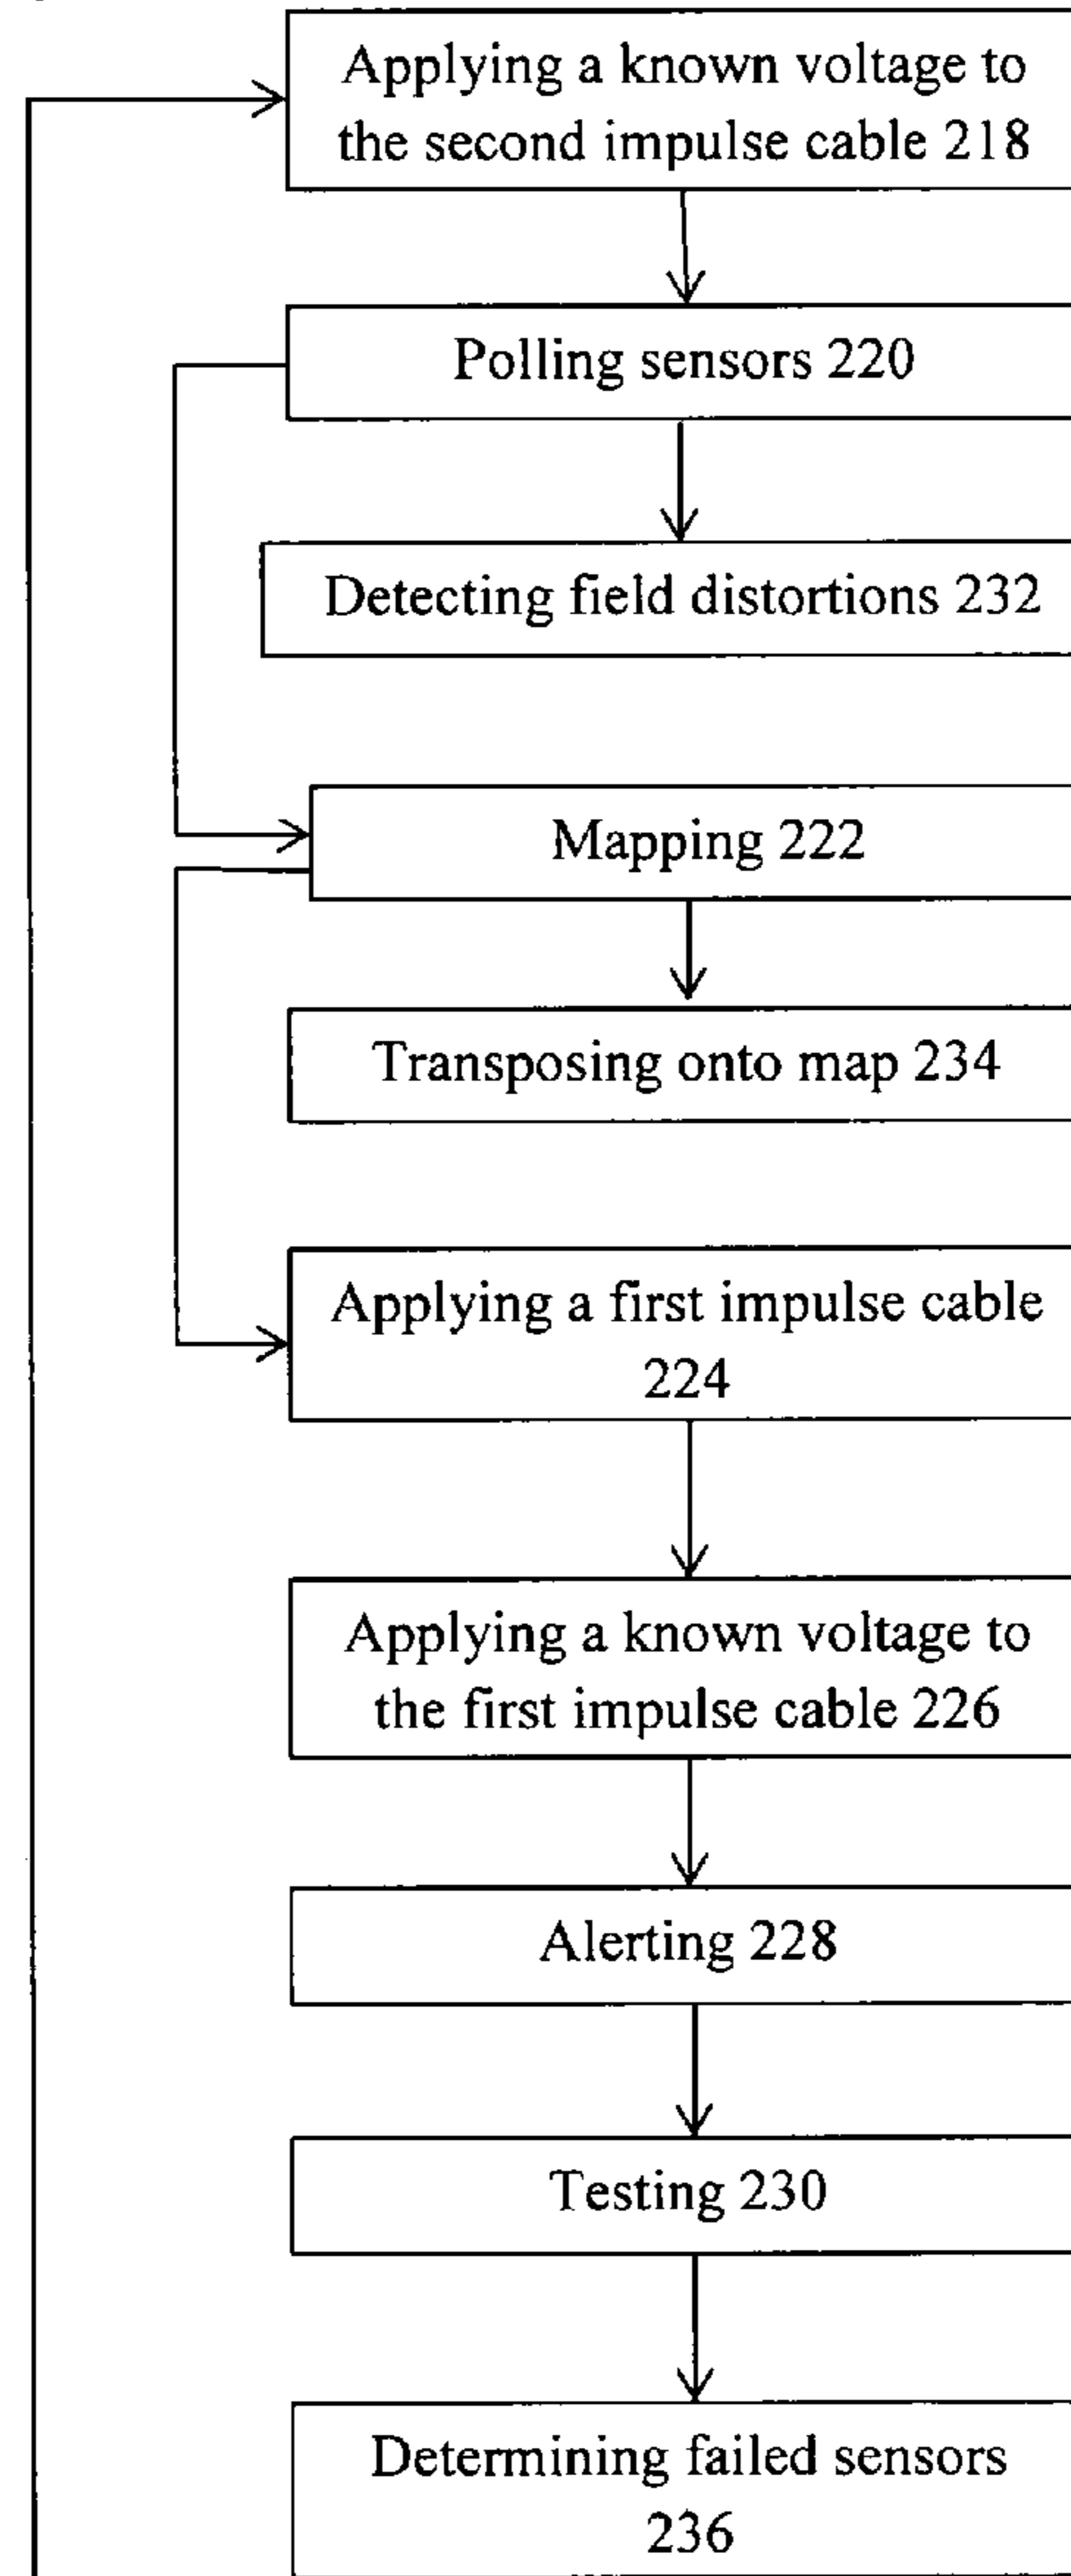 Applying a known voltage to
the second impulse cable 218
Polling sensors 220
Detecting field distortions 232
Mapping 222
Transposing onto map 234
Applying a first impulse cable
224
Applying a known voltage to
the first impulse cable 226
Alerting 228
Testing 230
Determining failed sensors
236